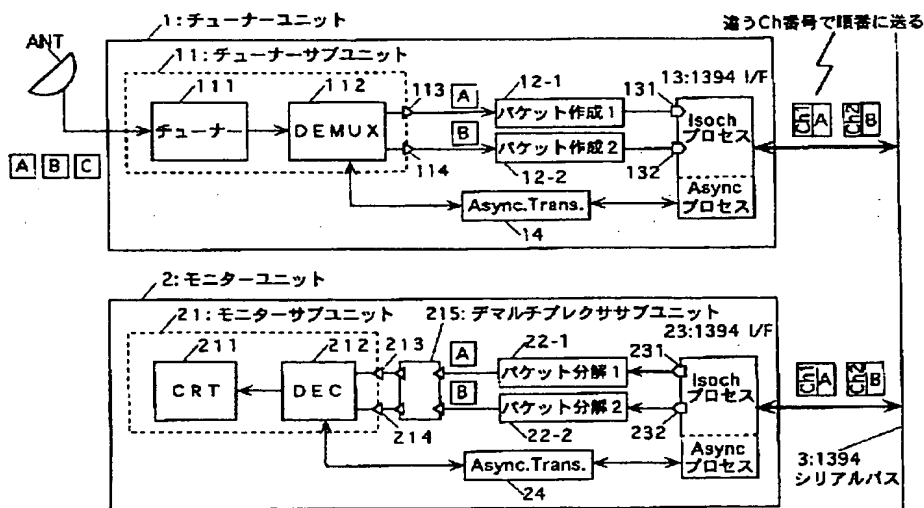 1:チューナーユニット
違うCh番号で順番に送る
ANT
11:チューナーサブユニット
111
112
113
A
12-1
131
13:1394 I/F
チューナー
DEMUX
パケット作成1
Isoch
プロセス
Ch1
A
Ch2
B
B
パケット作成2
A
B
C
114
12-2
132
Async
プロセス
Async.Trans.
14
2:モニターユニット
21:モニターサブユニット
215:デマルチプレクササブユニット
211
212
213
A
22-1
231
23:1394 I/F
CRT
DEC
パケット分解1
Isoch
プロセス
Ch1
A
Ch2
B
B
パケット分解2
214
22-2
232
Async
プロセス
Async.Trans.
24
3:1394
シリアルバス